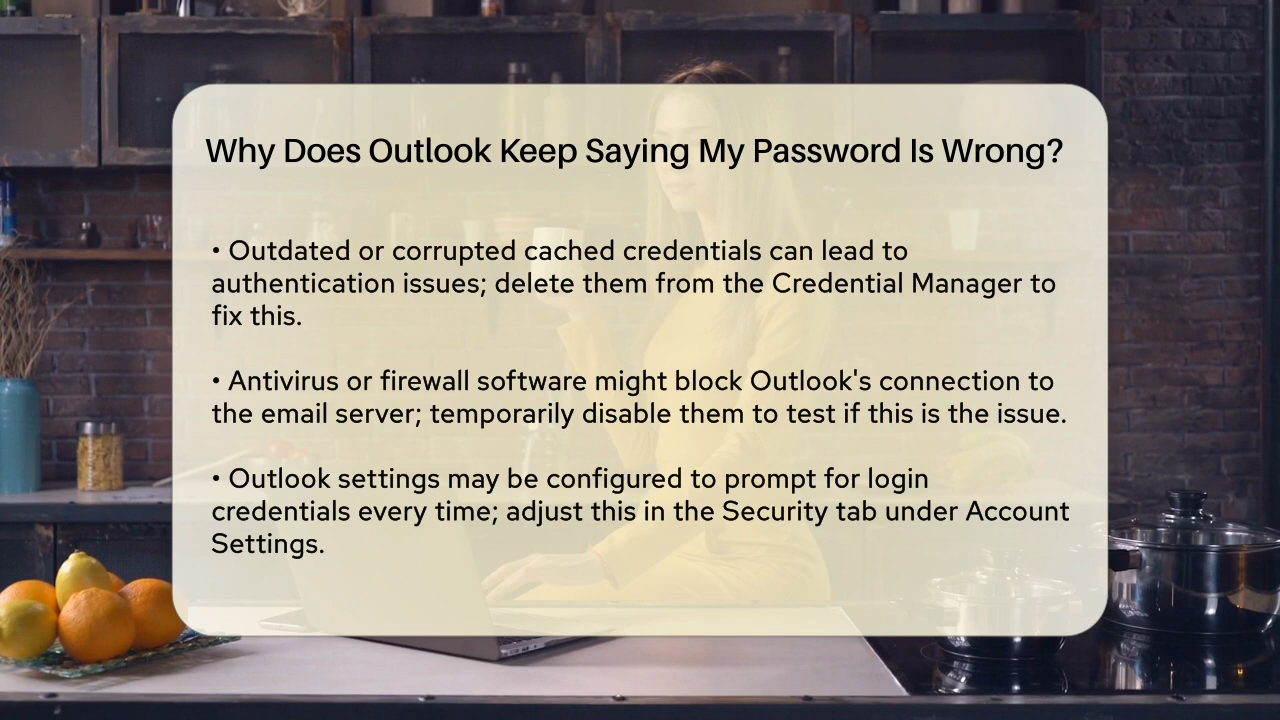 Why Does Outlook Keep Saying My Password Is Wrong?
• Outdated or corrupted cached credentials can lead to
authentication issues; delete them from the Credential Manager to
fix this.
• Antivirus or firewall software might block Outlook's connection to
the email server; temporarily disable them to test if this is the issue.
• Outlook settings may be configured to prompt for login
credentials every time; adjust this in the Security tab under Account
Settings.